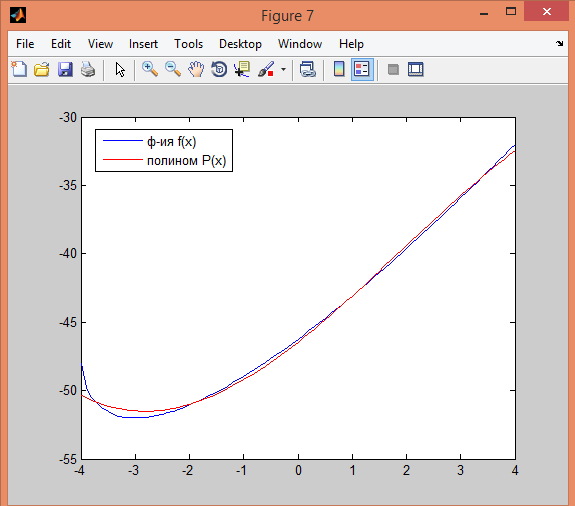 Figure 7
File Edit View Insert Tools Desktop Window Help
ф-ия f(x)
полином P(x)
-30
-35
-40
-45
-50
-55
-4 -3 -2 -1 0 1 2 3 4